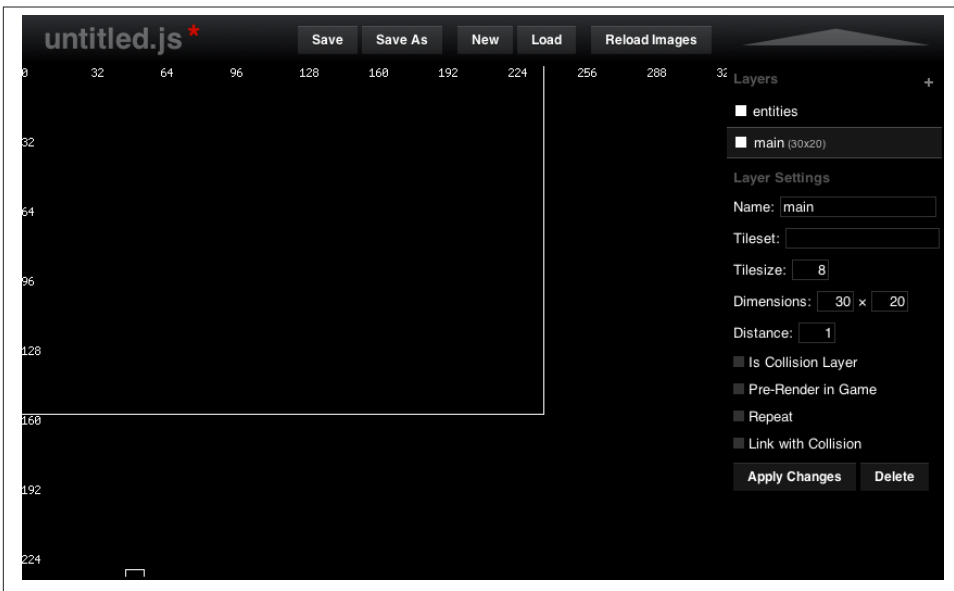 untitled.js *
Save Save As New Load Reload Images
0 32 64 96 128 160 192 224 256 288 32
32
64
96
128
160
192
224
Layers +
entities
main (30x20)
Layer Settings
Name: main
Tileset:
Tilesize: 8
Dimensions: 30 × 20
Distance: 1
Is Collision Layer
Pre-Render in Game
Repeat
Link with Collision
Apply Changes Delete